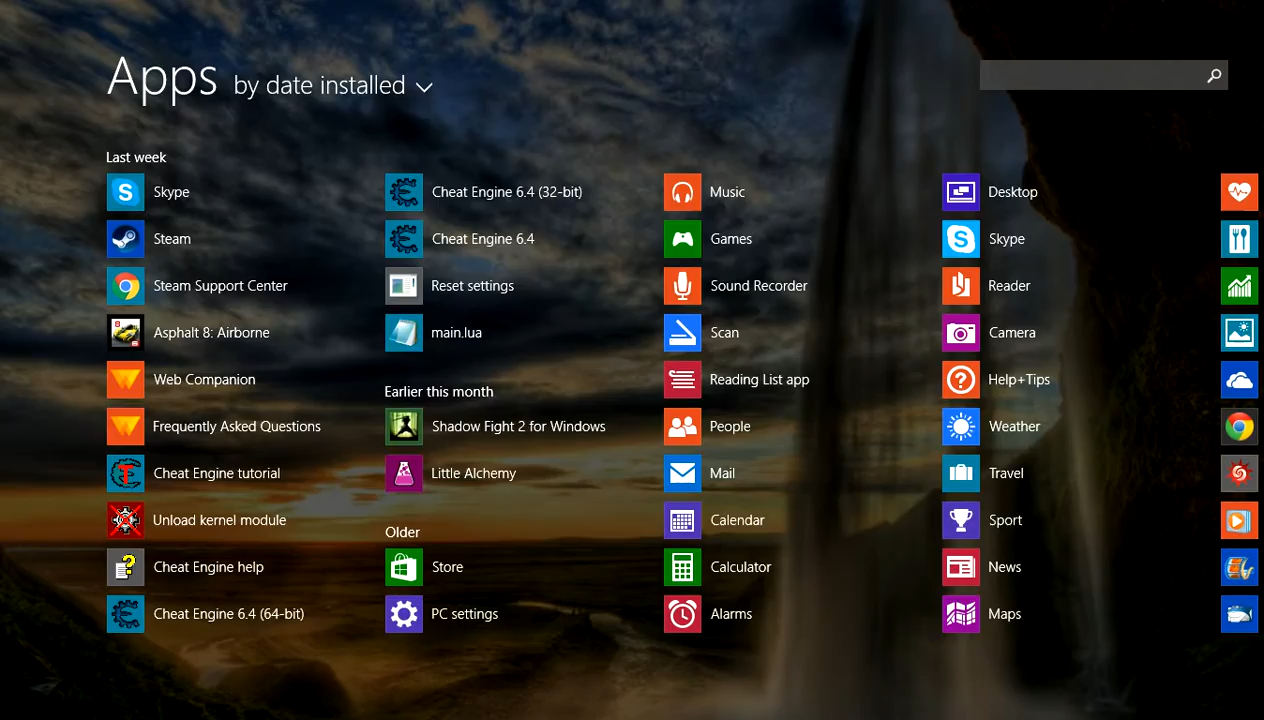 Apps by date installed
Last week
Skype
Steam
Steam Support Center
Asphalt 8: Airborne
Web Companion
Frequently Asked Questions
Cheat Engine tutorial
Unload kernel module
Cheat Engine help
Cheat Engine 6.4 (64-bit)
Cheat Engine 6.4 (32-bit)
Cheat Engine 6.4
Reset settings
main.lua
Earlier this month
Shadow Fight 2 for Windows
Little Alchemy
Older
Store
PC settings
Music
Games
Sound Recorder
Scan
Reading List app
People
Mail
Calendar
Calculator
Alarms
Desktop
Skype
Reader
Camera
Help+Tips
Weather
Travel
Sport
News
Maps